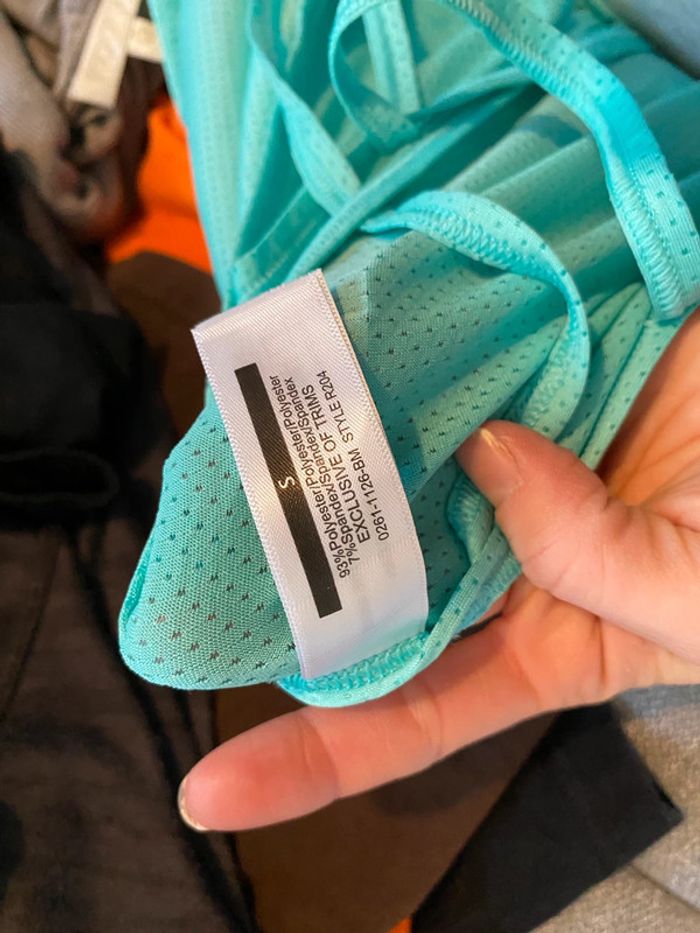 S
93%Polyester/Polyester/Polyester
7%Spandex/Spandex/Spandex
EXCLUSIVE OF TRIMS
0261-1126-BM STYLE R204